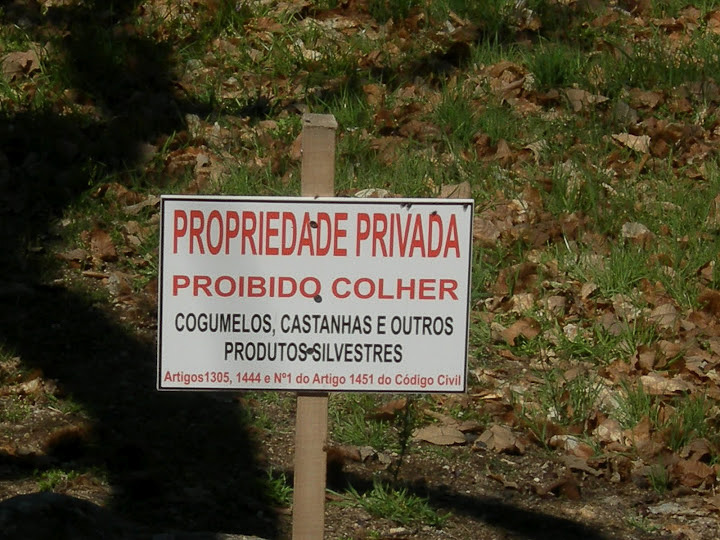 PROPRIEDADE PRIVADA
PROIBIDO COLHER
COGUMELOS, CASTANHAS E OUTROS
PRODUTOS SILVESTRES
Artigos1305, 1444 e Nº1 do Artigo 1451 do Código Civil